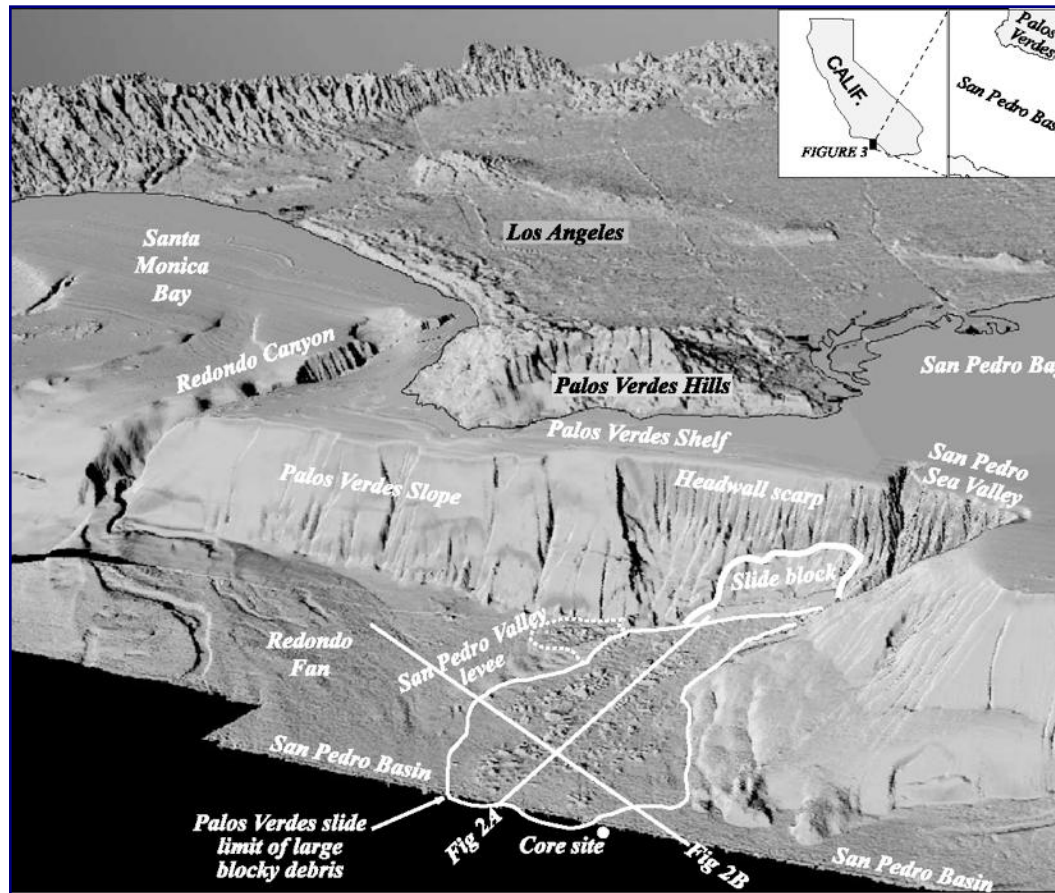 CALIF.
FIGURE 3
Palos
Verdes
San Pedro Bas
Santa
Monica
Bay
Los Angeles
Redondo Canyon
Palos Verdes Hills
San Pedro Ba
Palos Verdes Shelf
San Pedro
Sea Valley
Palos Verdes Slope
Headwall scarp
Slide block
San Pedro Valley
levee
Redondo
Fan
San Pedro Basin
Palos Verdes slide
limit of large
blocky debris
Fig 2A
Core site
Fig 2B
San Pedro Basin